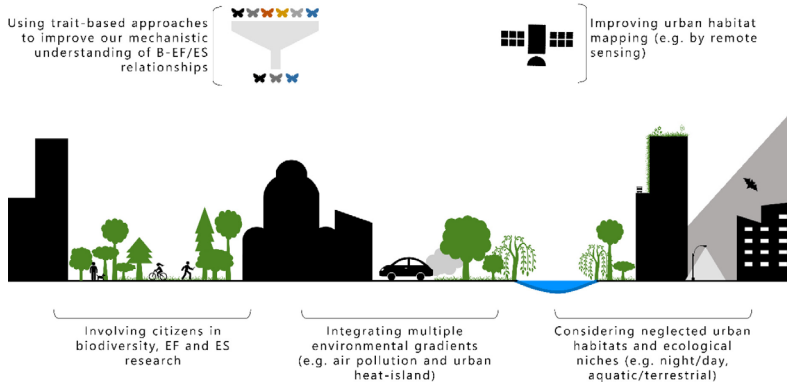 Using trait-based approaches
to improve our mechanistic
understanding of B-EF/ES
relationships
Improving urban habitat
mapping (e.g. by remote
sensing)
Involving citizens in
biodiversity, EF and ES
research
Integrating multiple
environmental gradients
(e.g. air pollution and urban
heat-island)
Considering neglected urban
habitats and ecological
niches (e.g. night/day,
aquatic/terrestrial)